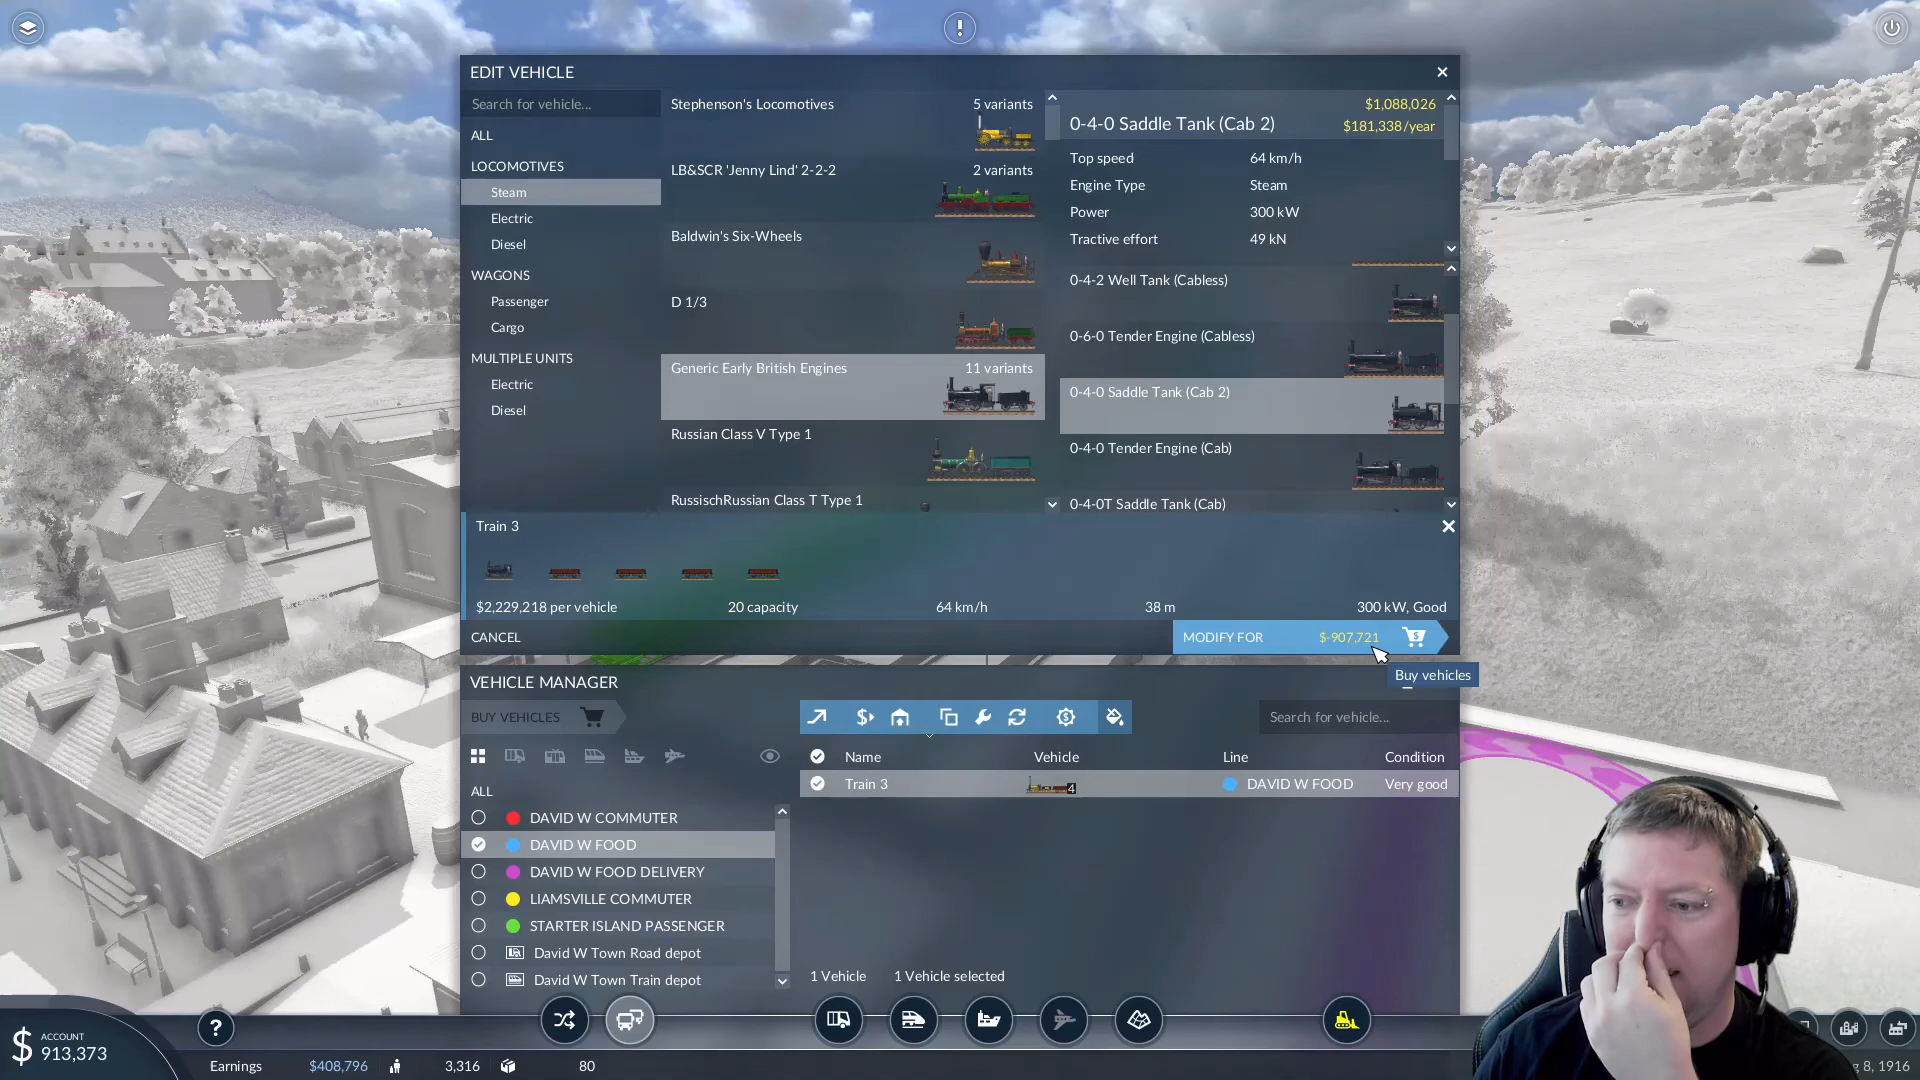 EDIT VEHICLE
Search for vehicle...
ALL
LOCOMOTIVES
Steam
Electric
Diesel
WAGONS
Passenger
Cargo
MULTIPLE UNITS
Electric
Diesel
Stephenson's Locomotives 5 variants
LB&SCR 'Jenny Lind' 2-2-2 2 variants
Baldwin's Six-Wheels
D 1/3
Generic Early British Engines 11 variants
Russian Class V Type 1
RussischRussian Class T Type 1
$1,088,026
0-4-0 Saddle Tank (Cab 2) $181,338/year
Top speed 64 km/h
Engine Type Steam
Power 300 kW
Tractive effort 49 kN
0-4-2 Well Tank (Cabless)
0-6-0 Tender Engine (Cabless)
0-4-0 Saddle Tank (Cab 2)
0-4-0 Tender Engine (Cab)
0-4-0T Saddle Tank (Cab)
Train 3
$2,229,218 per vehicle 20 capacity 64 km/h 38 m 300 kW, Good
CANCEL MODIFY FOR $-907,721
Buy vehicles
VEHICLE MANAGER
BUY VEHICLES
Search for vehicle...
ALL
DAVID W COMMUTER
DAVID W FOOD
DAVID W FOOD DELIVERY
LIAMSVILLE COMMUTER
STARTER ISLAND PASSENGER
David W Town Road depot
David W Town Train depot
Name Vehicle Line Condition
Train 3 4 DAVID W FOOD Very good
1 Vehicle 1 Vehicle selected
$ ACCOUNT
913,373
?
Earnings $408,796 3,316 80
8, 1916